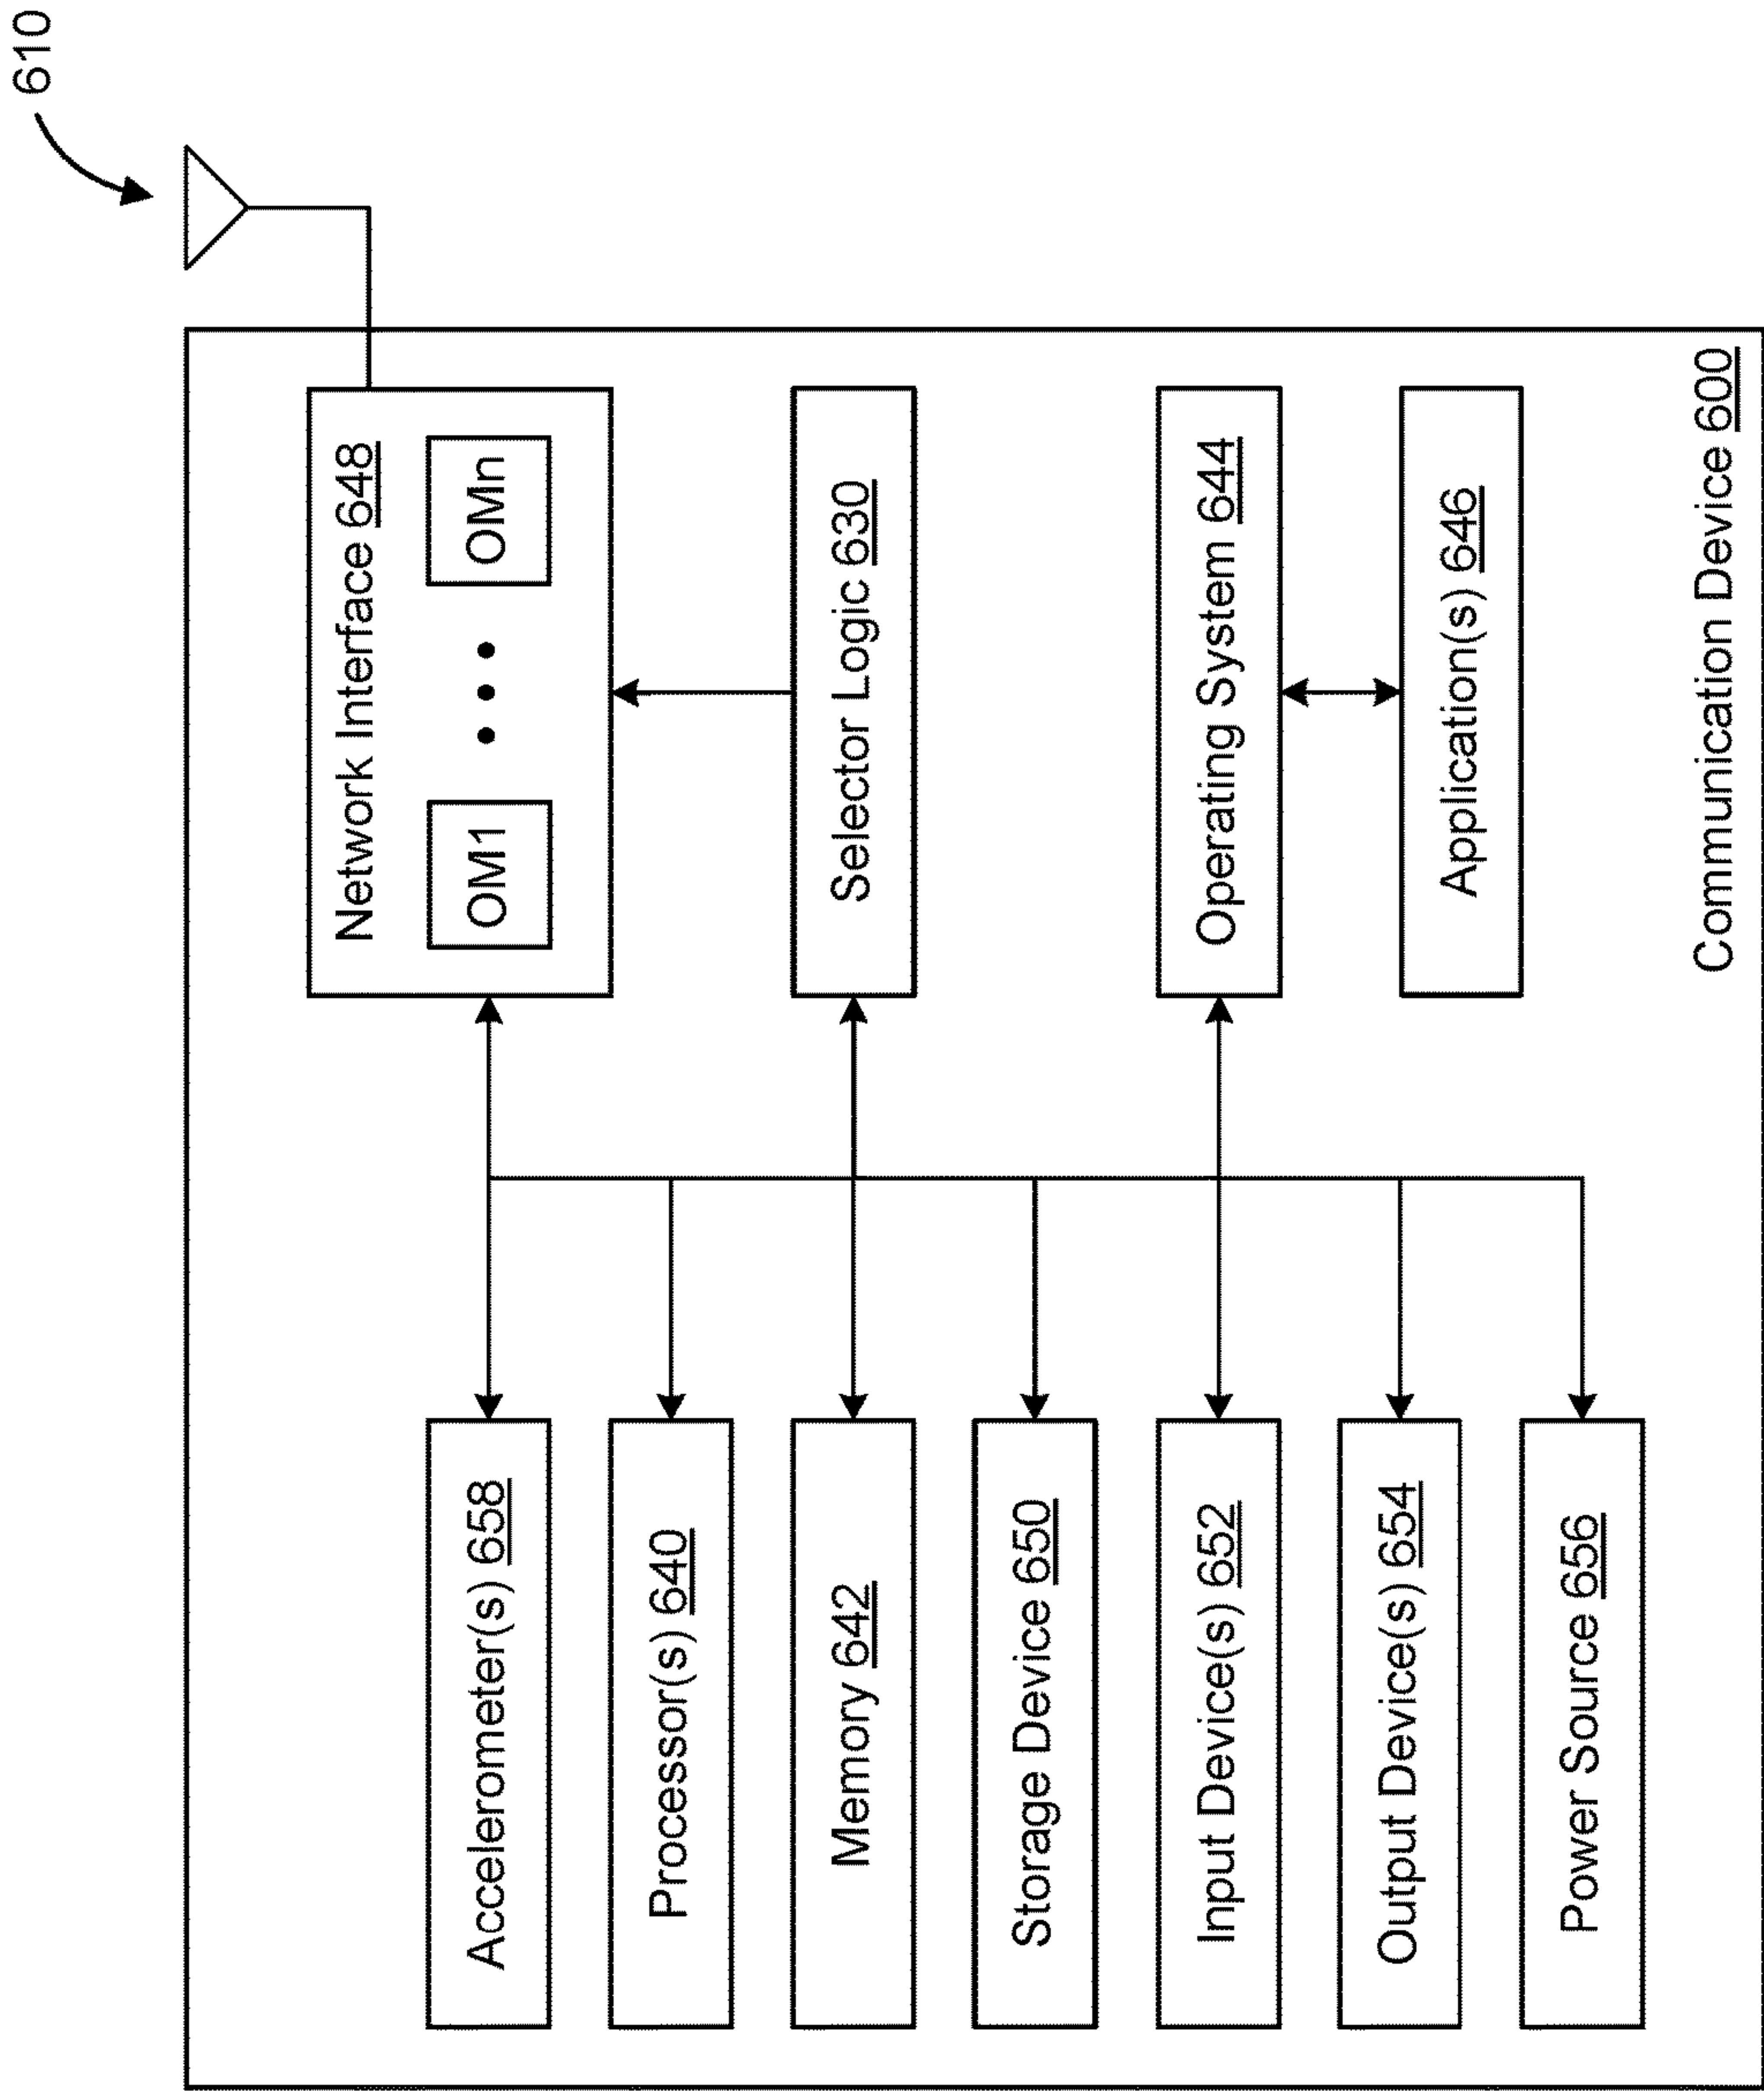 610
Network Interface 648
OM1
OMn
Accelerometer(s) 658
Processor(s) 640
Memory 642
Selector Logic 630
Storage Device 650
Input Device(s) 652
Operating System 644
Output Device(s) 654
Application(s) 646
Power Source 656
Communication Device 600